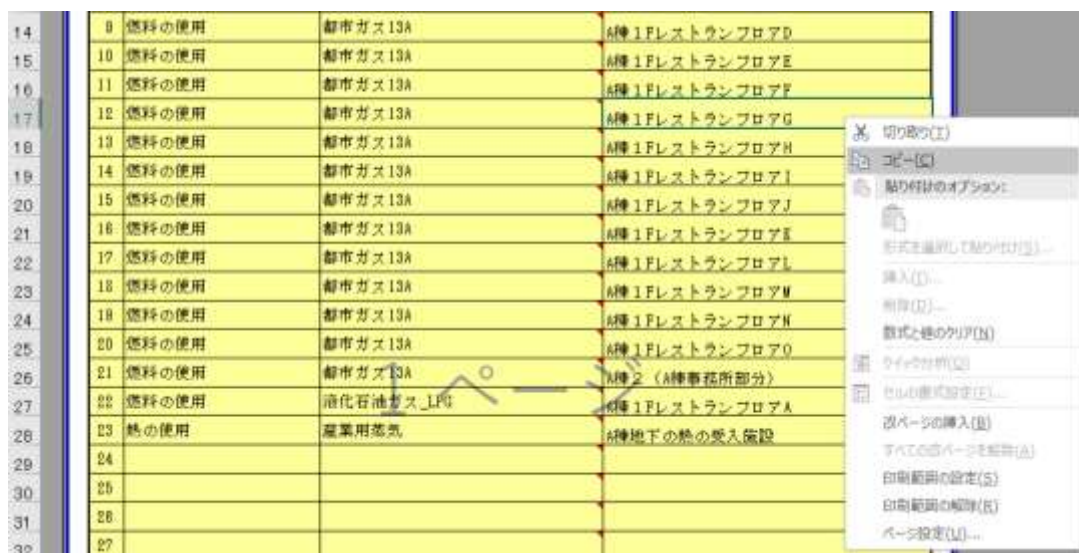 14 9 燃料の使用 都市ガス13A A棟1FレストランフロアD
15 10 燃料の使用 都市ガス13A A棟1FレストランフロアE
16 11 燃料の使用 都市ガス13A A棟1FレストランフロアF
17 12 燃料の使用 都市ガス13A A棟1FレストランフロアG
18 13 燃料の使用 都市ガス13A A棟1FレストランフロアH
19 14 燃料の使用 都市ガス13A A棟1FレストランフロアI
20 15 燃料の使用 都市ガス13A A棟1FレストランフロアJ
21 16 燃料の使用 都市ガス13A A棟1FレストランフロアK
22 17 燃料の使用 都市ガス13A A棟1FレストランフロアL
23 18 燃料の使用 都市ガス13A A棟1FレストランフロアM
24 19 燃料の使用 都市ガス13A A棟1FレストランフロアN
25 20 燃料の使用 都市ガス13A A棟1FレストランフロアO
26 21 燃料の使用 都市ガス13A A棟2 (A棟事務所部分)
27 22 燃料の使用 液化石油ガス_LPG A棟1FレストランフロアA
28 23 熱の使用 産業用蒸気 A棟地下の熱の受入施設
29 24
30 25
31 26
32 27
1 ページ
切り取り(T)
コピー(C)
貼り付けのオプション:
形式を選択して貼り付け(S)...
挿入(I)...
削除(D)...
数式と値のクリア(N)
クイック分析(Q)
セルの書式設定(F)...
改ページの挿入(B)
すべての改ページを解除(A)
印刷範囲の設定(S)
印刷範囲の解除(R)
ページ設定(U)...